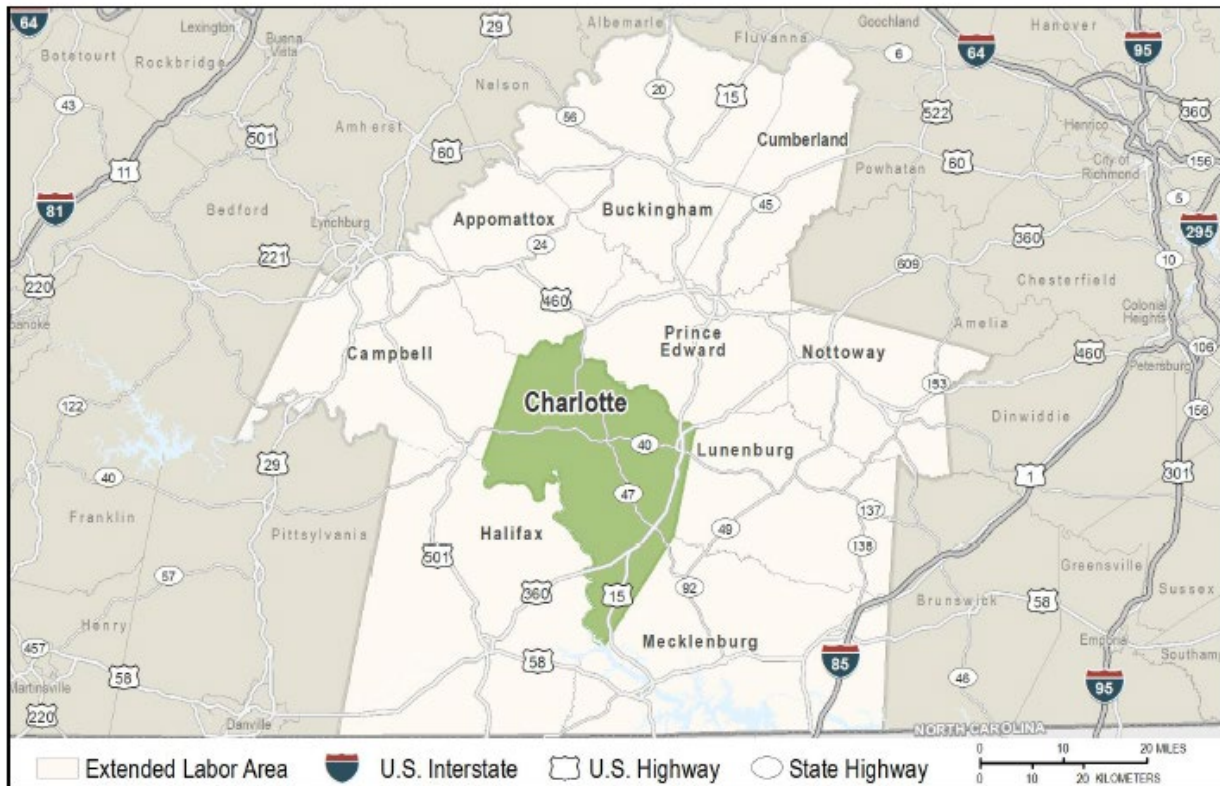 64
Lexington
Buena
Vista
29
Albemarle
Fluvanna
Goochland
Hanover
64
95
Botetourt
Rockbridge
Nelson
6
43
20
15
360
501
Amherst
56
522
Henrico
Cumberland
11
60
Powhatan
60
City of
Richmond
156
81
Bedford
Lynchburg
Appomattox
Buckingham
45
5
295
221
24
360
609
10
220
460
Chesterfield
Colonial
Heights
Amelia
Campbell
Prince
Edward
Nottoway
460
106
Petersburg
153
122
Charlotte
Dinwiddie
156
29
40
Lunenburg
40
1
301
47
Franklin
Pittsylvania
Halifax
49
137
501
138
57
360
15
92
Greensville
Sussex
Henry
Brunswick
58
Mecklenburg
457
58
85
Emporia
Southamp
Martinsville
58
46
95
220
Danville
NORTH CAROLINA
Extended Labor Area
U.S. Interstate
U.S. Highway
State Highway
0 10 20 MILES
0 10 20 KILOMETERS